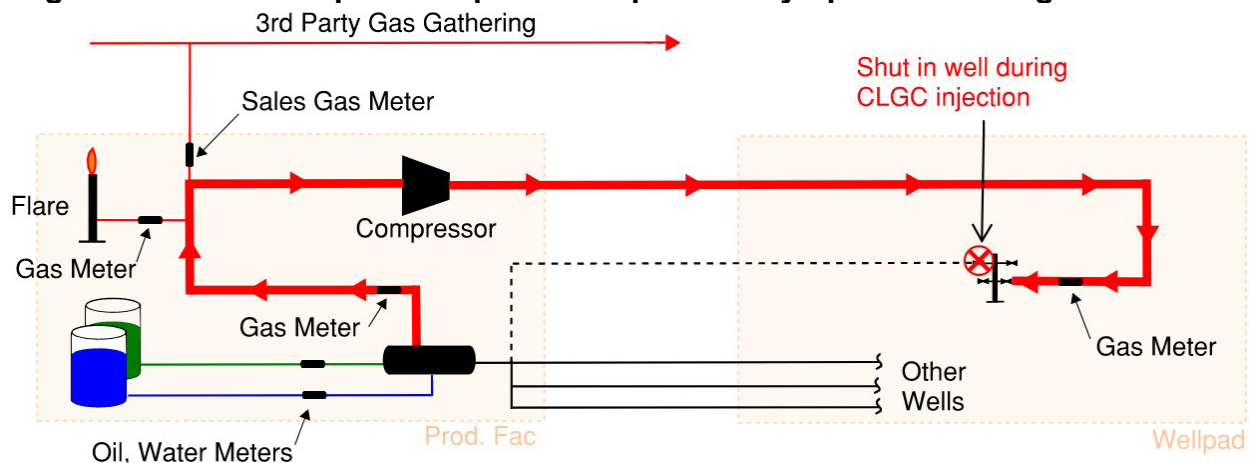 3rd Party Gas Gathering
Shut in well during
CLGC injection
Sales Gas Meter
Flare
Compressor
Gas Meter
Gas Meter
Gas Meter
Other
Wells
Prod. Fac
Oil, Water Meters
Wellpad